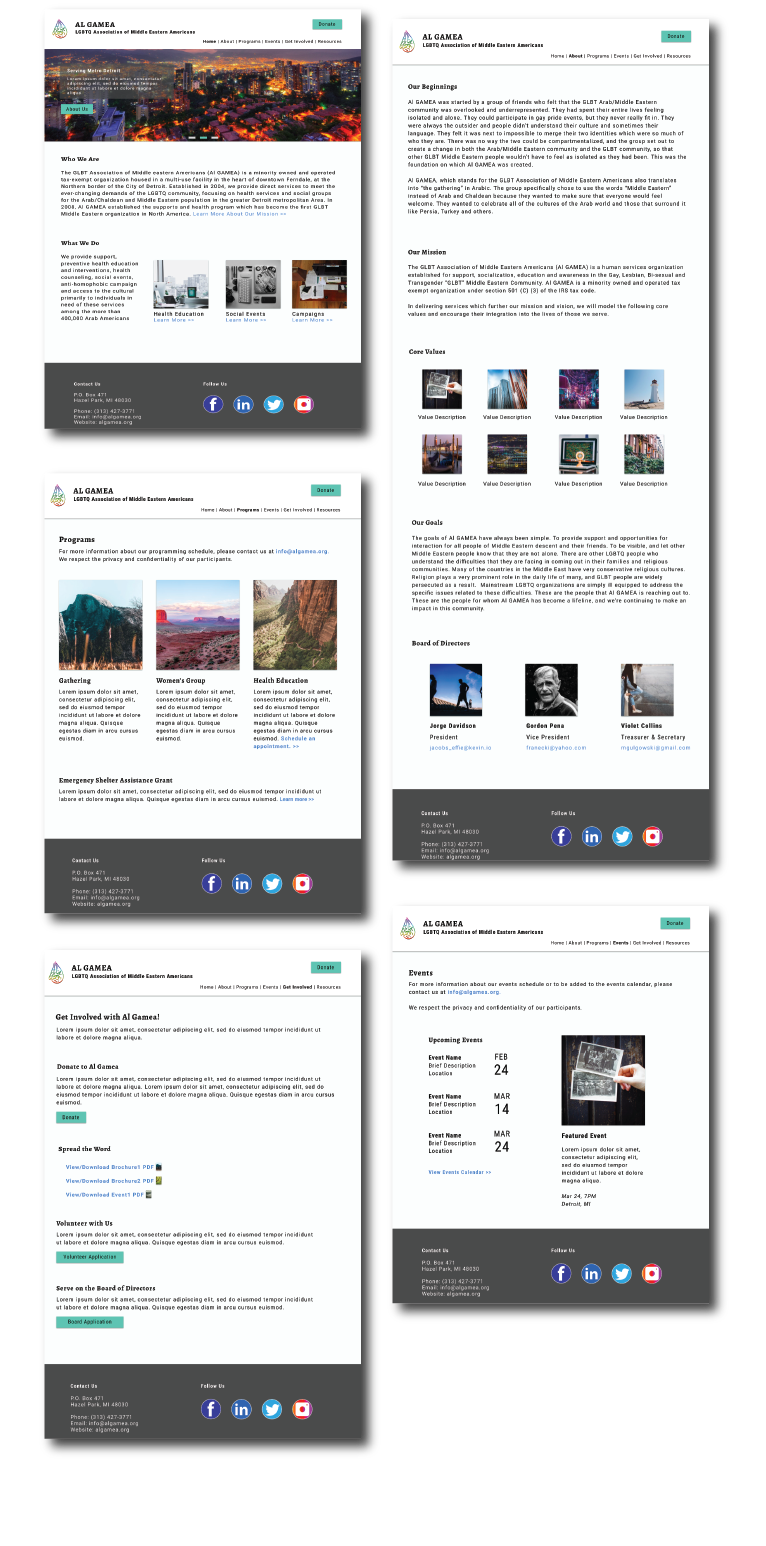 AL GAMEA
LGBTQ Association of Middle Eastern Americans
Donate
Home | About | Programs | Events | Get Involved | Resources
Serving Metro Detroit
Lorem ipsum dolor sit amet, consectetur
adipiscing elit, sed do eiusmod tempor
incididunt ut labore et dolore magna
aliqua.
About Us
Who We Are
The GLBT Association of Middle eastern Americans (Al GAMEA) is a minority owned and operated
tax-exempt organization housed in a multi-use facility in the heart of downtown Ferndale, at the
Northern border of the City of Detroit. Established in 2004, we provide direct services to meet the
ever-changing demands of the LGBTQ community, focusing on health services and social groups
for the Arab/Chaldean and Middle Eastern population in the greater Detroit metropolitan Area. In
2008, Al GAMEA established the supports and health program which has become the first GLBT
Middle Eastern organization in North America. Learn More About Our Mission >>
What We Do
We provide support,
preventive health education
and interventions, health
counseling, social events,
anti-homophobic campaign
and access to the cultural
primarily to individuals in
need of these services
among the more than
400,000 Arab Americans
Health Education
Learn More >>
Social Events
Learn More >>
Campaigns
Learn More >>
Contact Us
P.O. Box 471
Hazel Park, MI 48030
Phone: (313) 427-3771
Email: info@algamea.org
Website: algamea.org
Follow Us
AL GAMEA
LGBTQ Association of Middle Eastern Americans
Donate
Home | About | Programs | Events | Get Involved | Resources
Our Beginnings
Al GAMEA was started by a group of friends who felt that the GLBT Arab/Middle Eastern
community was overlooked and underrepresented. They had spent their entire lives feeling
isolated and alone. They could participate in gay pride events, but they never really fit in. They
were always the outsider and people didn't understand their culture and sometimes their
language. They felt it was next to impossible to merge their two identities which were so much of
who they are. There was no way the two could be compartmentalized, and the group set out to
create a change in both the Arab/Middle Eastern community and the GLBT community, so that
other GLBT Middle Eastern people wouldn't have to feel as isolated as they had been. This was the
foundation on which Al GAMEA was created.
Al GAMEA, which stands for the GLBT Association of Middle Eastern Americans also translates
into "the gathering" in Arabic. The group specifically chose to use the words "Middle Eastern"
instead of Arab and Chaldean because they wanted to make sure that everyone would feel
welcome. They wanted to celebrate all of the cultures of the Arab world and those that surround it
like Persia, Turkey and others.
Our Mission
The GLBT Association of Middle Eastern Americans (Al GAMEA) is a human services organization
established for support, socialization, education and awareness in the Gay, Lesbian, Bi-sexual and
Transgender "GLBT" Middle Eastern Community. Al GAMEA is a minority owned and operated tax
exempt organization under section 501 (C) (3) of the IRS tax code.
In delivering services which further our mission and vision, we will model the following core
values and encourage their integration into the lives of those we serve.
Core Values
Value Description
Value Description
Value Description
Value Description
Value Description
Value Description
Value Description
Value Description
Our Goals
The goals of Al GAMEA have always been simple. To provide support and opportunities for
interaction for all people of Middle Eastern descent and their friends. To be visible, and let other
Middle Eastern people know that they are not alone. There are other LGBTQ people who
understand the difficulties that they are facing in coming out in their families and religious
communities. Many of the countries in the Middle East have very conservative religious cultures.
Religion plays a very prominent role in the daily life of many, and GLBT people are widely
persecuted as a result. Mainstream LGBTQ organizations are simply ill equipped to address the
specific issues related to these difficulties. These are the people that Al GAMEA is reaching out to.
These are the people for whom Al GAMEA has become a lifeline, and we're continuing to make an
impact in this community.
Board of Directors
Jorge Davidson
President
jacobs_effie@kevin.io
Gordon Pena
Vice President
franaski@yahoo.com
Violet Collins
Treasurer & Secretary
mgulgowski@gmail.com
Contact Us
P.O. Box 471
Hazel Park, MI 48030
Phone: (313) 427-3771
Email: info@algamea.org
Website: algamea.org
Follow Us
AL GAMEA
LGBTQ Association of Middle Eastern Americans
Donate
Home | About | Programs | Events | Get Involved | Resources
Programs
For more information about our programming schedule, please contact us at info@algamea.org.
We respect the privacy and confidentiality of our participants.
Gathering
Lorem ipsum dolor sit amet,
consectetur adipiscing elit,
sed do eiusmod tempor
incididunt ut labore et dolore
magna aliqua. Quisque
egestas diam in arcu cursus
euismod.
Women's Group
Lorem ipsum dolor sit amet,
consectetur adipiscing elit,
sed do eiusmod tempor
incididunt ut labore et dolore
magna aliqua. Quisque
egestas diam in arcu cursus
euismod.
Health Education
Lorem ipsum dolor sit amet,
consectetur adipiscing elit,
sed do eiusmod tempor
incididunt ut labore et dolore
magna aliqua. Quisque
egestas diam in arcu cursus
euismod. Schedule an
appointment. >>
Emergency Shelter Assistance Grant
Lorem ipsum dolor sit amet, consectetur adipiscing elit, sed do eiusmod tempor incididunt ut
labore et dolore magna aliqua. Quisque egestas diam in arcu cursus euismod. Learn more >>
Contact Us
P.O. Box 471
Hazel Park, MI 48030
Phone: (313) 427-3771
Email: info@algamea.org
Website: algamea.org
Follow Us
AL GAMEA
LGBTQ Association of Middle Eastern Americans
Donate
Home | About | Programs | Events | Get Involved | Resources
Events
For more information about our events schedule or to be added to the events calendar, please
contact us at info@algamea.org.
We respect the privacy and confidentiality of our participants.
Upcoming Events
Event Name
Brief Description
Location
FEB
24
Event Name
Brief Description
Location
MAR
14
Event Name
Brief Description
Location
MAR
24
View Events Calendar >>
Featured Event
Lorem ipsum dolor sit amet,
consectetur adipiscing elit,
sed do eiusmod tempor
incididunt ut labore et dolore
magna aliqua.
Mar 24, 7PM
Detroit, MI
Contact Us
P.O. Box 471
Hazel Park, MI 48030
Phone: (313) 427-3771
Email: info@algamea.org
Website: algamea.org
Follow Us
AL GAMEA
LGBTQ Association of Middle Eastern Americans
Donate
Home | About | Programs | Events | Get Involved | Resources
Get Involved with Al Gamea!
Lorem ipsum dolor sit amet, consectetur adipiscing elit, sed do eiusmod tempor incididunt ut
labore et dolore magna aliqua.
Donate to Al Gamea
Lorem ipsum dolor sit amet, consectetur adipiscing elit, sed do eiusmod tempor incididunt ut
labore et dolore magna aliqua. Lorem ipsum dolor sit amet, consectetur adipiscing elit, sed do
eiusmod tempor incididunt ut labore et dolore magna aliqua. Quisque egestas diam in arcu cursus
euismod.
Donate
Spread the Word
View/Download Brochure1 PDF
View/Download Brochure2 PDF
View/Download Event1 PDF
Volunteer with Us
Lorem ipsum dolor sit amet, consectetur adipiscing elit, sed do eiusmod tempor incididunt
ut labore et dolore magna aliqua. Quisque egestas diam in arcu cursus euismod.
Volunteer Application
Serve on the Board of Directors
Lorem ipsum dolor sit amet, consectetur adipiscing elit, sed do eiusmod tempor incididunt
ut labore et dolore magna aliqua. Quisque egestas diam in arcu cursus euismod.
Board Application
Contact Us
P.O. Box 471
Hazel Park, MI 48030
Phone: (313) 427-3771
Email: info@algamea.org
Website: algamea.org
Follow Us